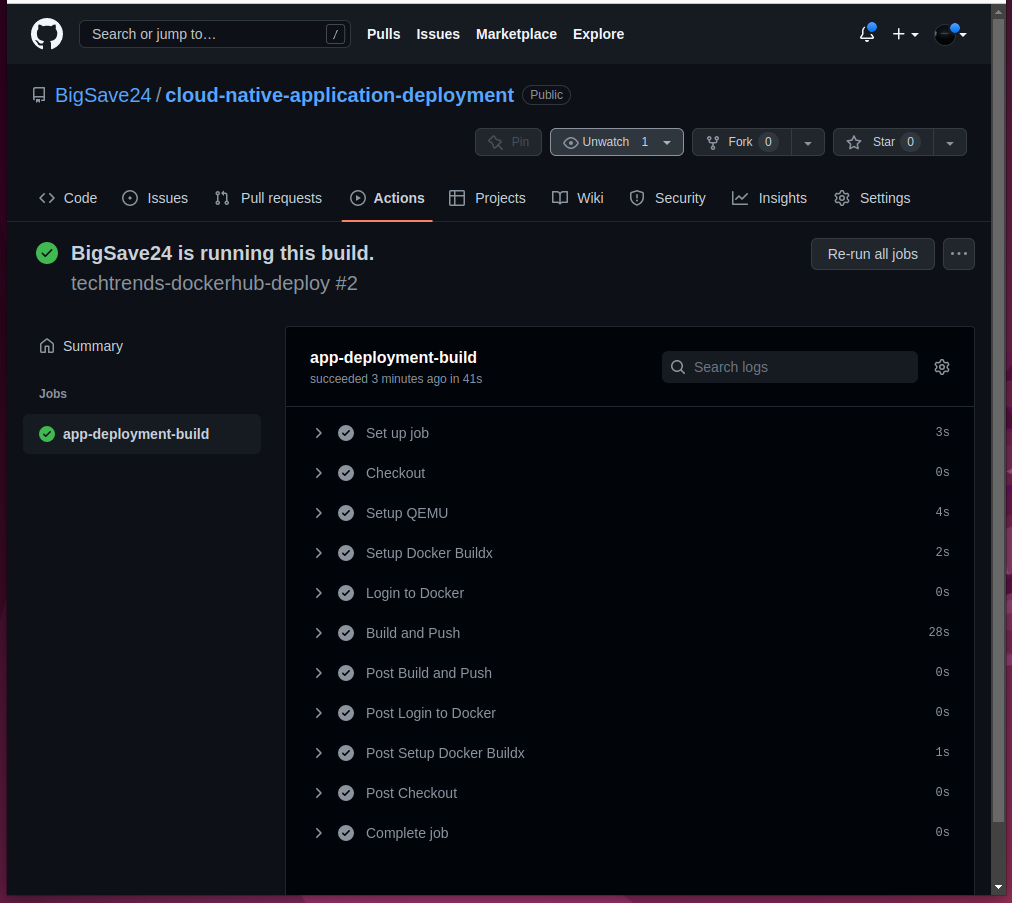 Search or jump to… / Pulls Issues Marketplace Explore
BigSave24 / cloud-native-application-deployment Public
Pin Unwatch 1 Fork 0 Star 0
Code Issues Pull requests Actions Projects Wiki Security Insights Settings
BigSave24 is running this build. Re-run all jobs
techtrends-dockerhub-deploy #2
Summary
Jobs
app-deployment-build
app-deployment-build
succeeded 3 minutes ago in 41s
Search logs
Set up job 3s
Checkout 0s
Setup QEMU 4s
Setup Docker Buildx 2s
Login to Docker 0s
Build and Push 28s
Post Build and Push 0s
Post Login to Docker 0s
Post Setup Docker Buildx 1s
Post Checkout 0s
Complete job 0s